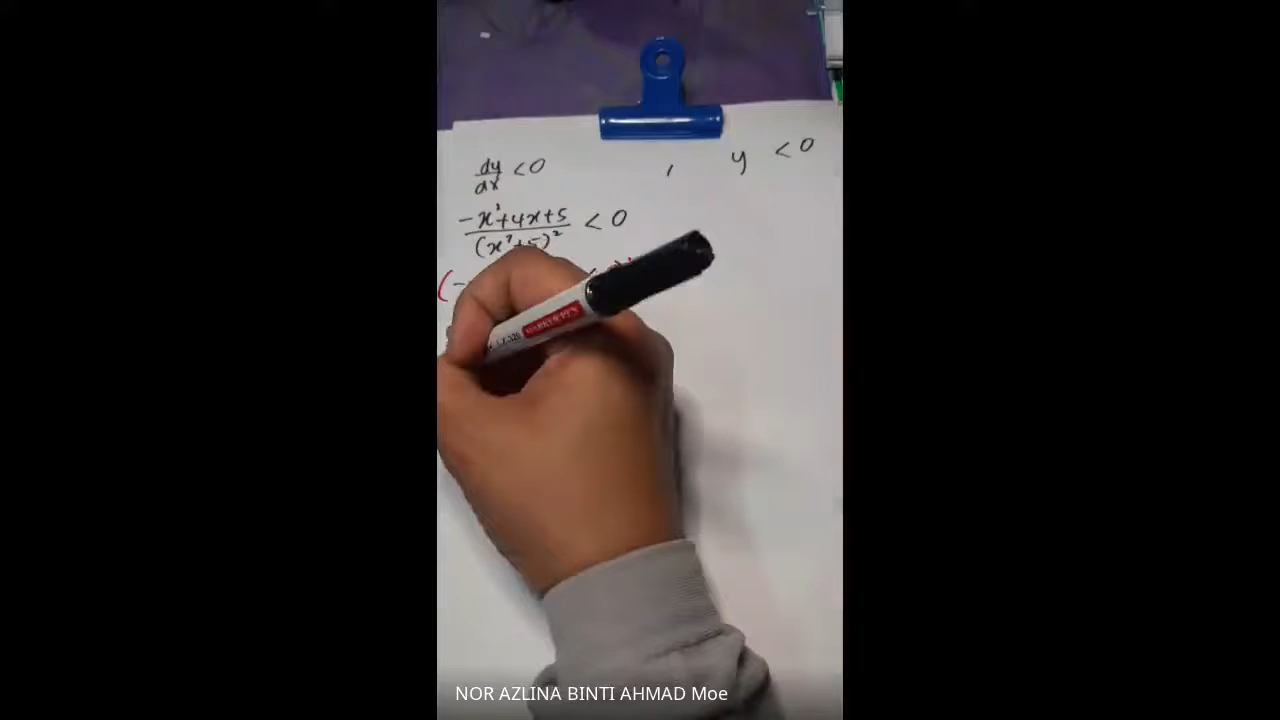 dy/dx < 0 , y < 0
-x²+4x+5 / (x²+5)² < 0
(-
MARKER PEN
NOR AZLINA BINTI AHMAD Moe